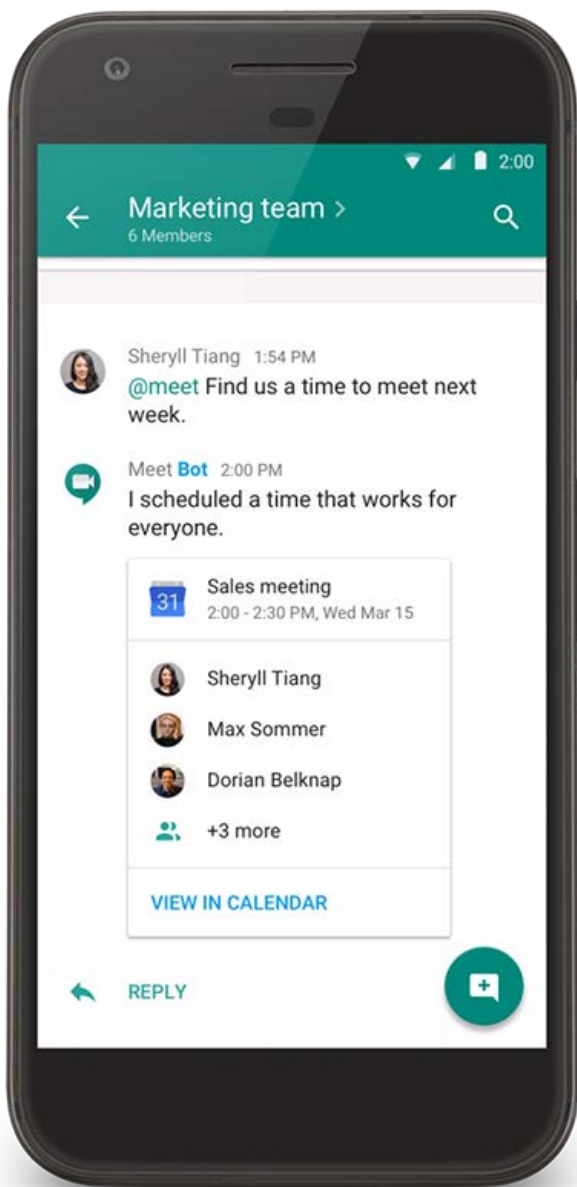 2:00
Marketing team >
6 Members
Sheryll Tiang 1:54 PM
@meet Find us a time to meet next
week.
Meet Bot 2:00 PM
I scheduled a time that works for
everyone.
31
Sales meeting
2:00 - 2:30 PM, Wed Mar 15
Sheryll Tiang
Max Sommer
Dorian Belknap
+3 more
VIEW IN CALENDAR
REPLY